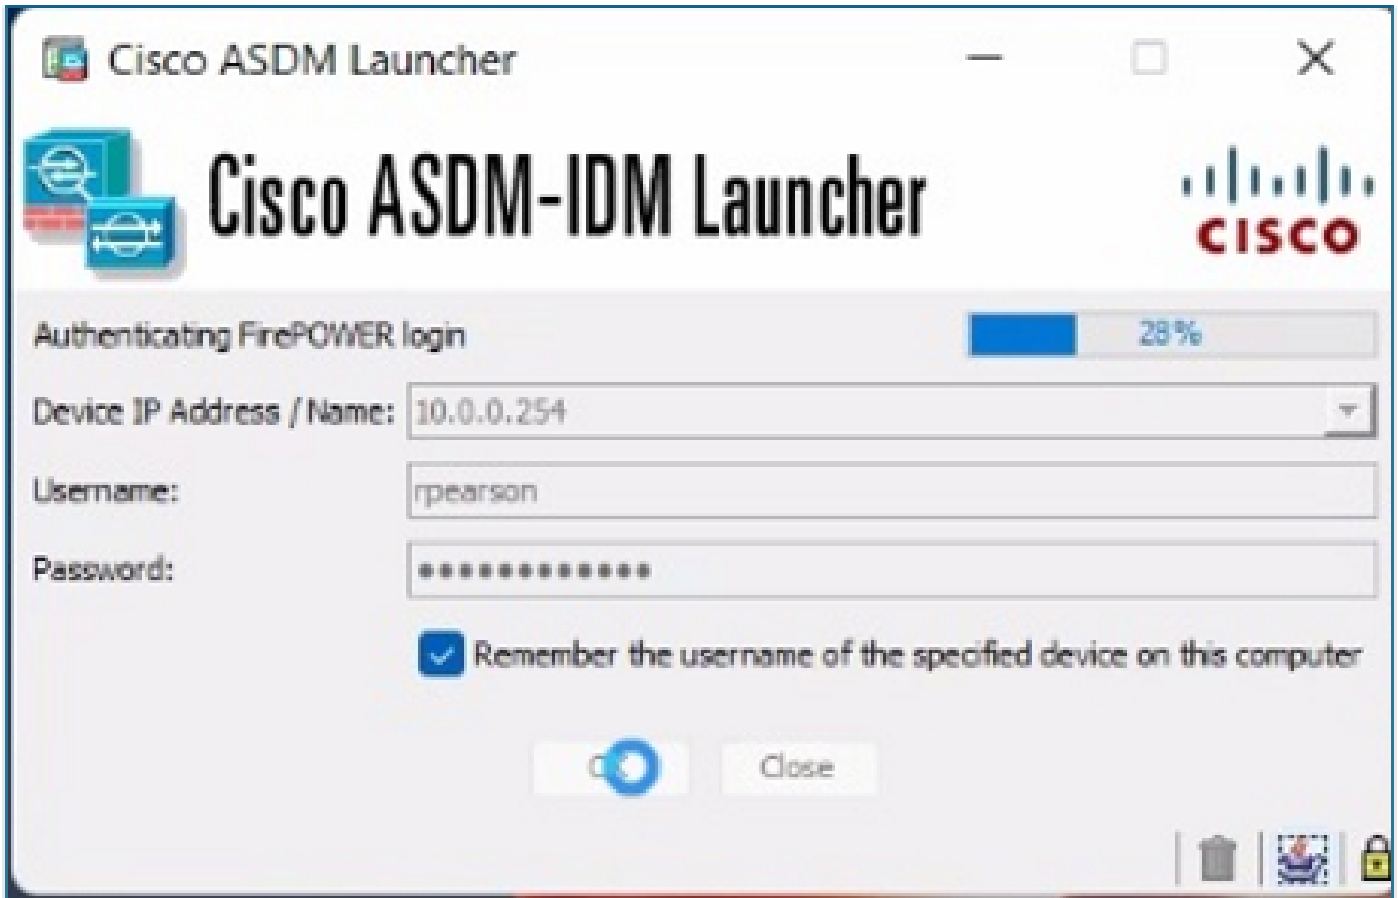 Cisco ASDM Launcher
Cisco ASDM-IDM Launcher
CISCO
Authenticating FirePOWER login 28%
Device IP Address / Name: 10.0.0.254
Username: rpearson
Password: ●●●●●●●●●●●●
Remember the username of the specified device on this computer
Close